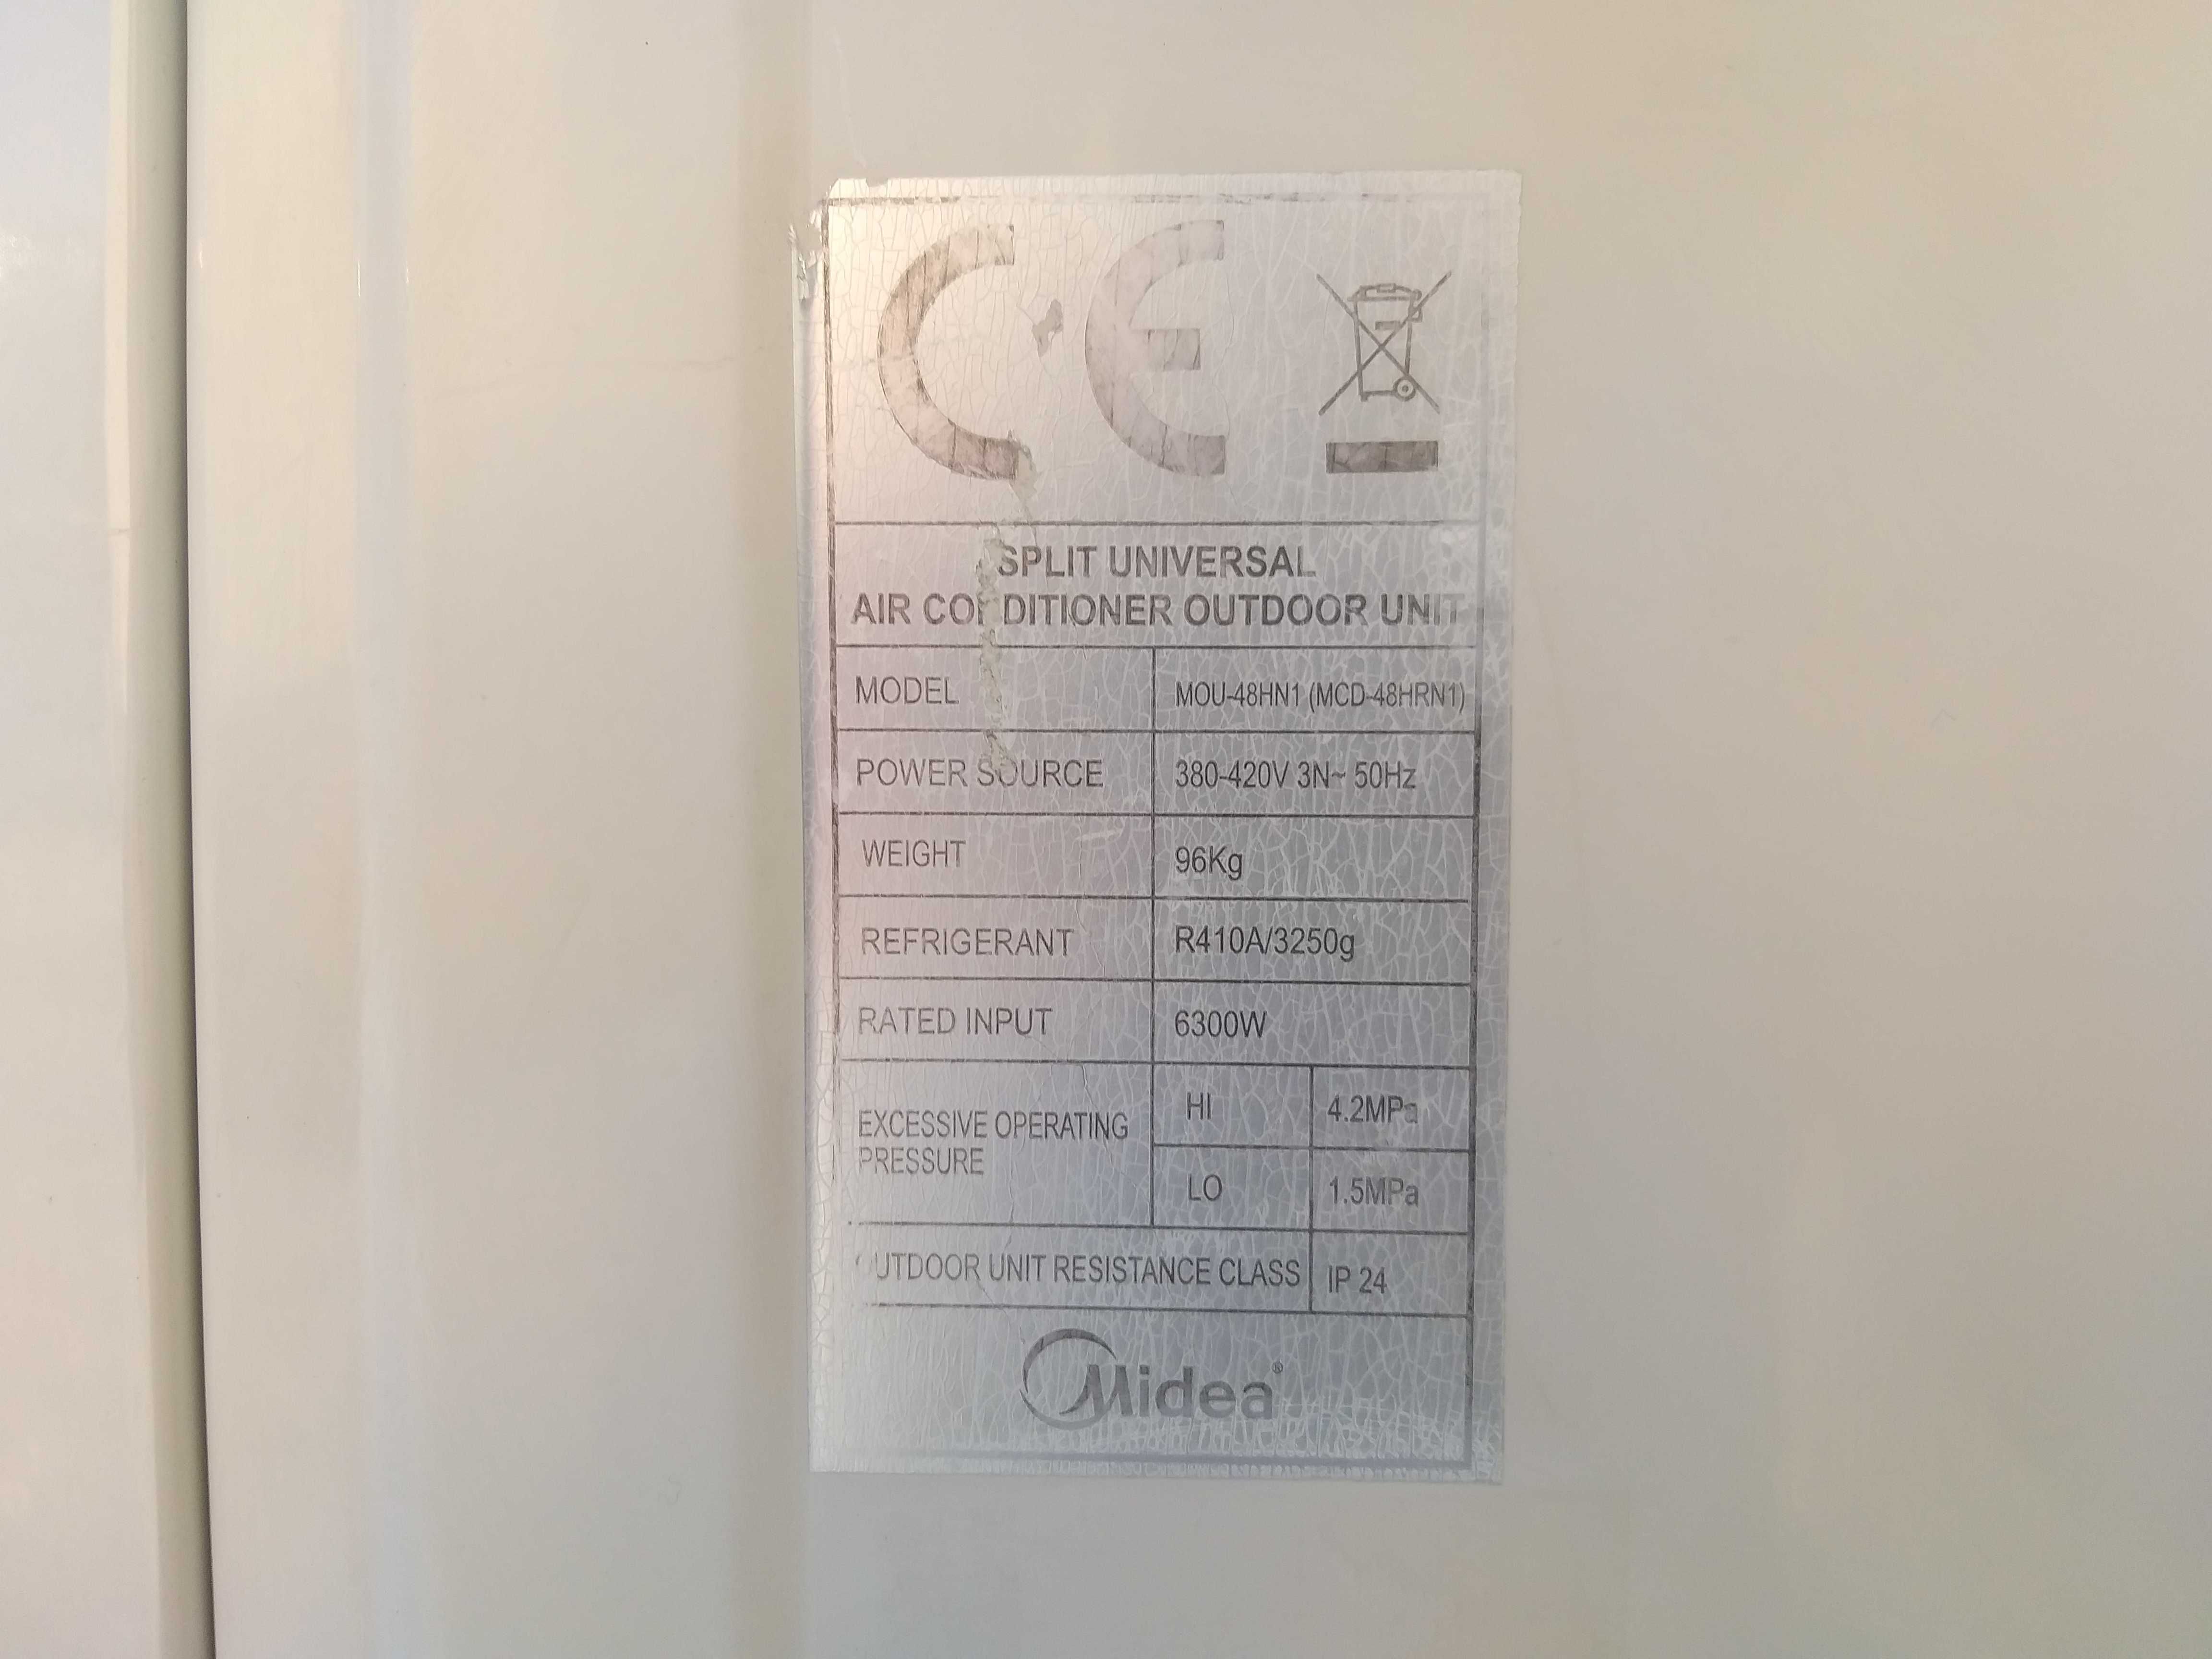 CE
SPLIT UNIVERSAL
AIR CONDITIONER OUTDOOR UNIT
MODEL MOU-48HN1 (MCD-48HRN1)
POWER SOURCE 380-420V 3N~ 50Hz
WEIGHT 96Kg
REFRIGERANT R410A/3250g
RATED INPUT 6300W
EXCESSIVE OPERATING
PRESSURE
HI 4.2MPa
LO 1.5MPa
OUTDOOR UNIT RESISTANCE CLASS IP 24
Midea®